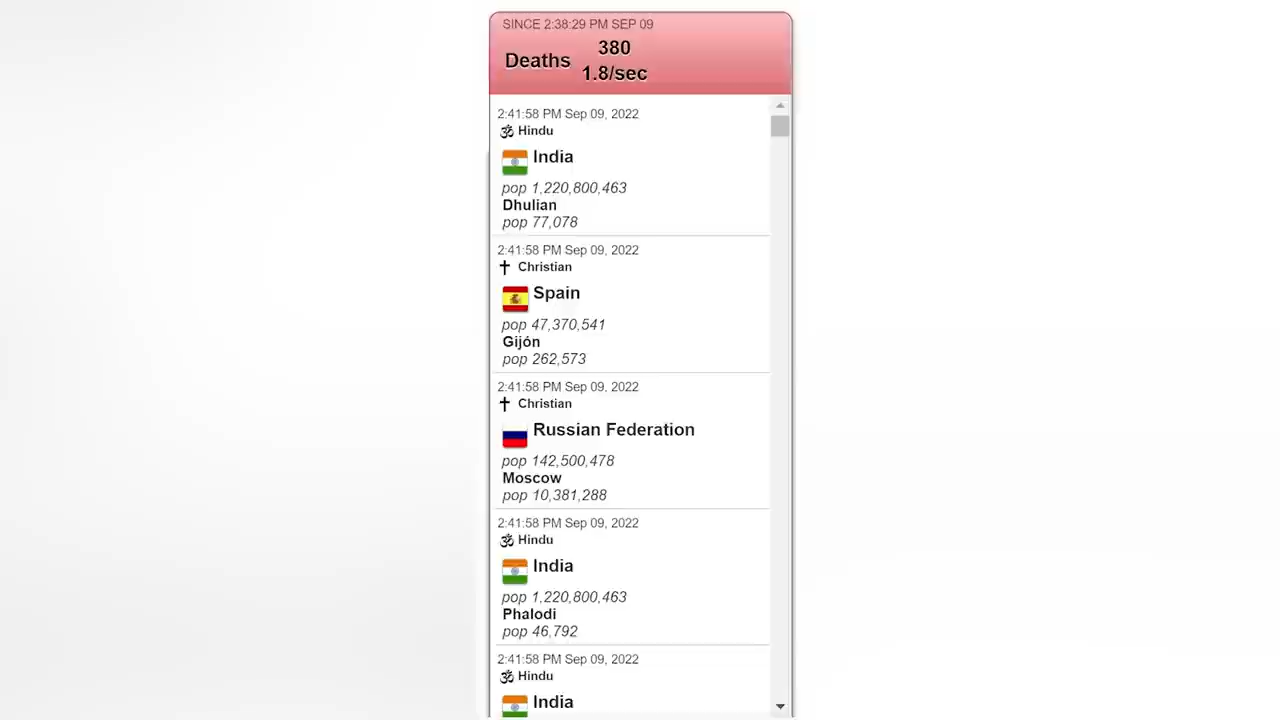 SINCE 2:38:29 PM SEP 09
Deaths
380
1.8/sec
2:41:58 PM Sep 09, 2022
ॐ Hindu
India
pop 1,220,800,463
Dhulian
pop 77,078
2:41:58 PM Sep 09, 2022
Christian
Spain
pop 47,370,541
Gijón
pop 262,573
2:41:58 PM Sep 09, 2022
Christian
Russian Federation
pop 142,500,478
Moscow
pop 10,381,288
2:41:58 PM Sep 09, 2022
ॐ Hindu
India
pop 1,220,800,463
Phalodi
pop 46,792
2:41:58 PM Sep 09, 2022
ॐ Hindu
India